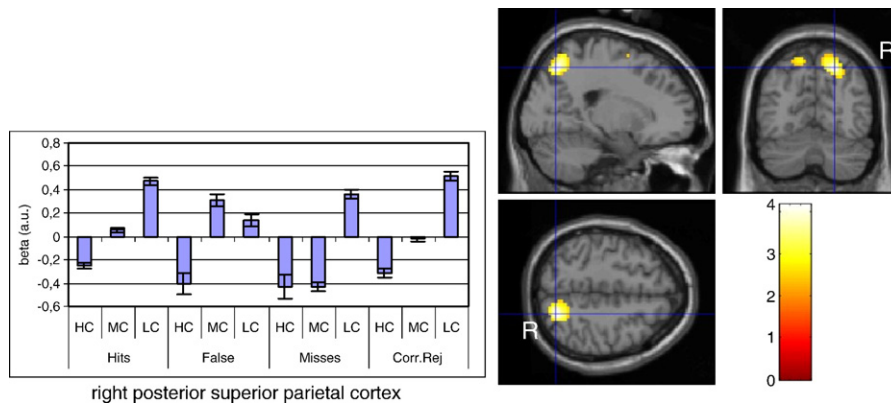 0,8
0,6
0,4
0,2
0
-0,2
-0,4
-0,6
beta (a.u.)
HC MC LC HC MC LC HC MC LC HC MC LC
Hits False Misses Corr.Rej
right posterior superior parietal cortex
R
R
4
3
2
1
0